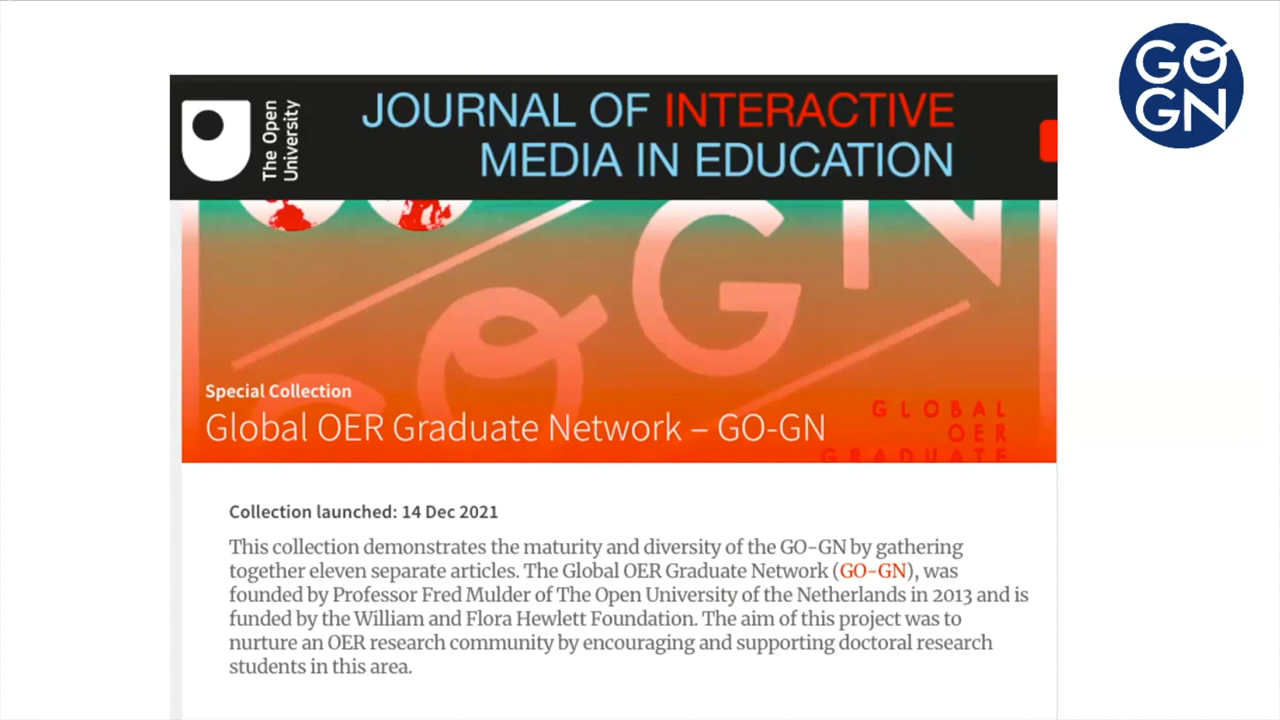 GO
GN
The Open
University
JOURNAL OF INTERACTIVE
MEDIA IN EDUCATION
GO-GN
Special Collection
Global OER Graduate Network – GO-GN
GLOBAL
OER
GRADUATE
Collection launched: 14 Dec 2021
This collection demonstrates the maturity and diversity of the GO-GN by gathering
together eleven separate articles. The Global OER Graduate Network (GO-GN), was
founded by Professor Fred Mulder of The Open University of the Netherlands in 2013 and is
funded by the William and Flora Hewlett Foundation. The aim of this project was to
nurture an OER research community by encouraging and supporting doctoral research
students in this area.